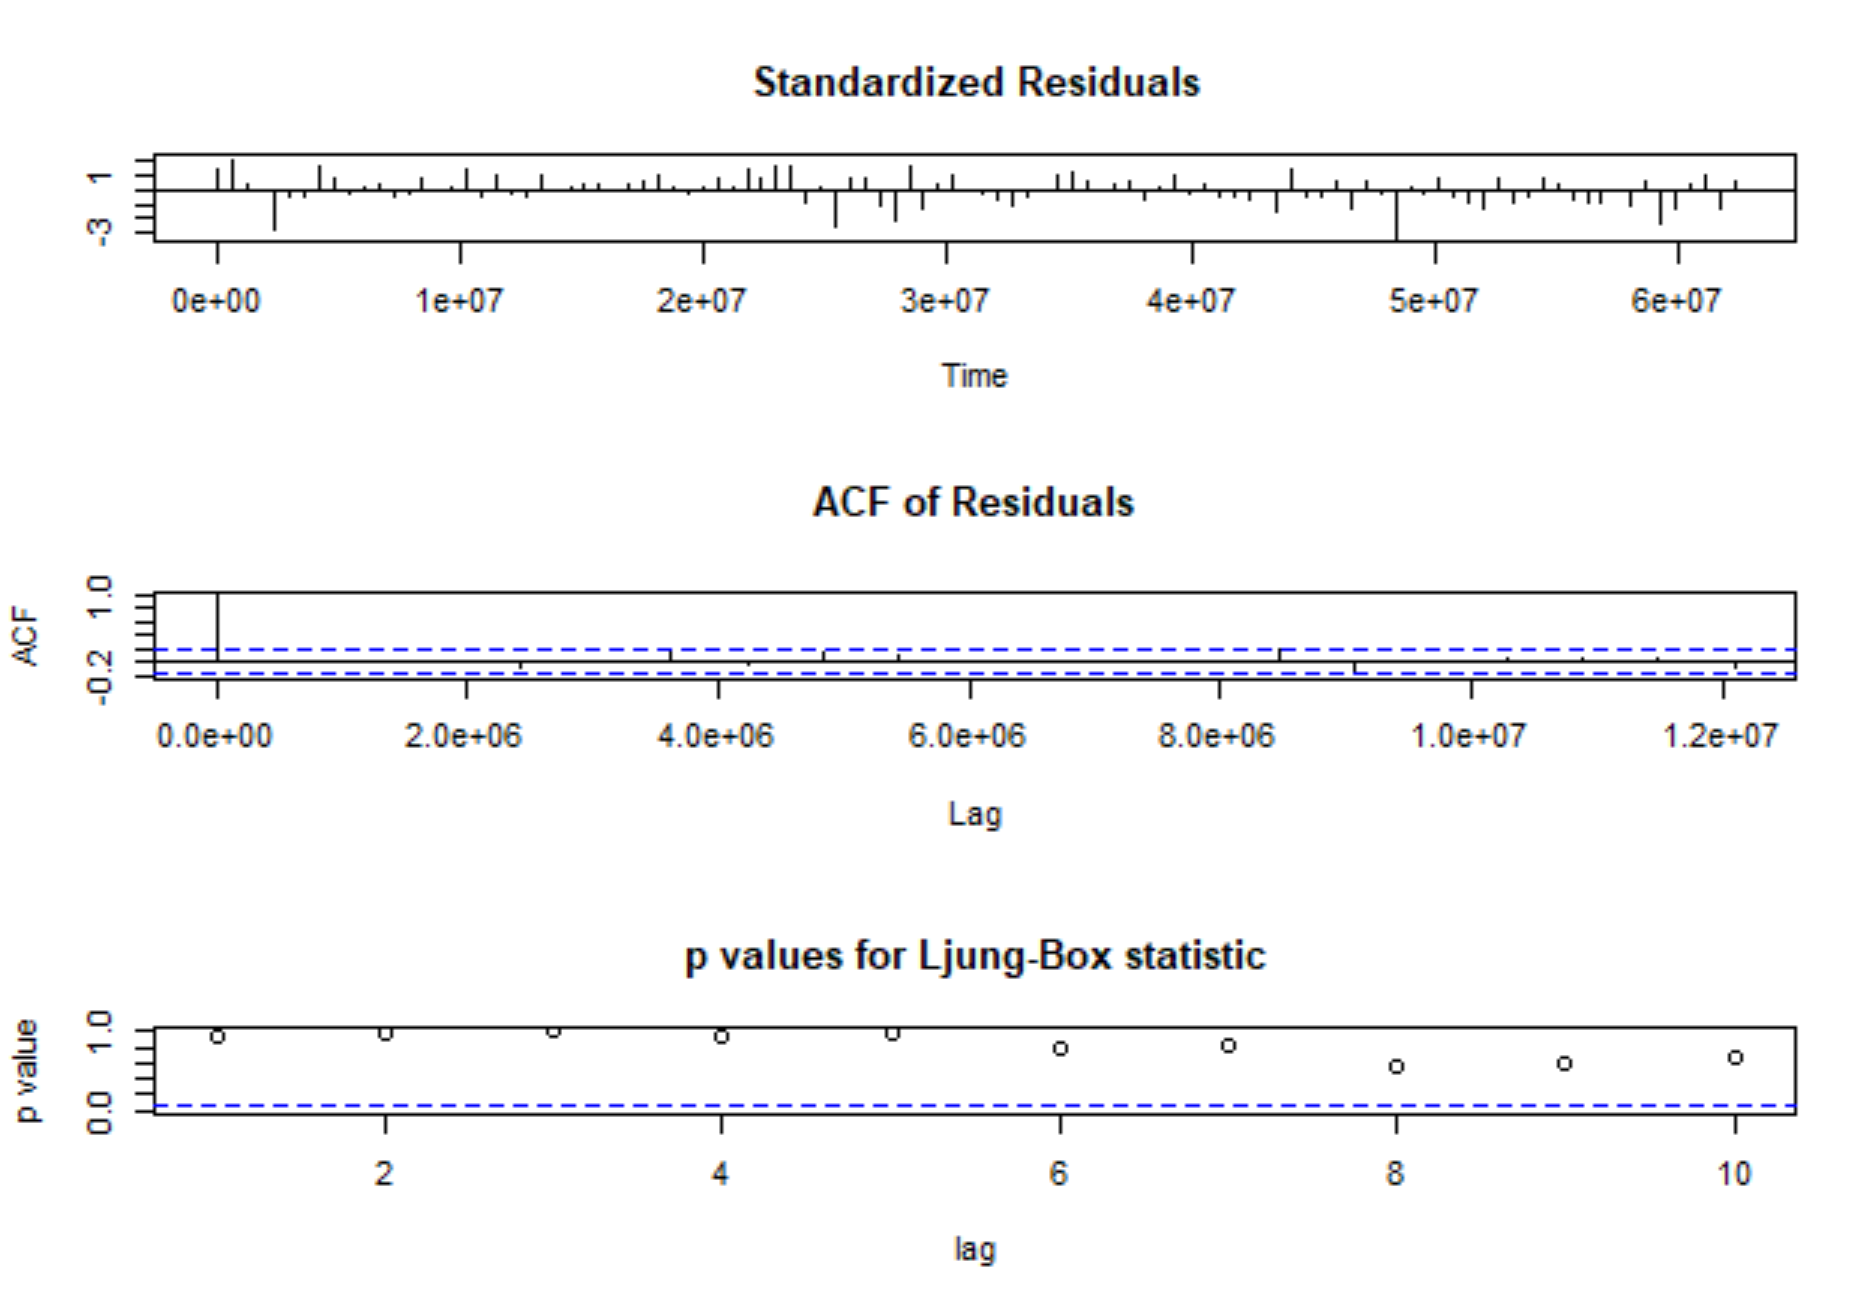 Standardized Residuals
1
-3
0e+00 1e+07 2e+07 3e+07 4e+07 5e+07 6e+07
Time
ACF of Residuals
ACF
1.0
-0.2
0.0e+00 2.0e+06 4.0e+06 6.0e+06 8.0e+06 1.0e+07 1.2e+07
Lag
p values for Ljung-Box statistic
p value
1.0
0.0
2 4 6 8 10
lag